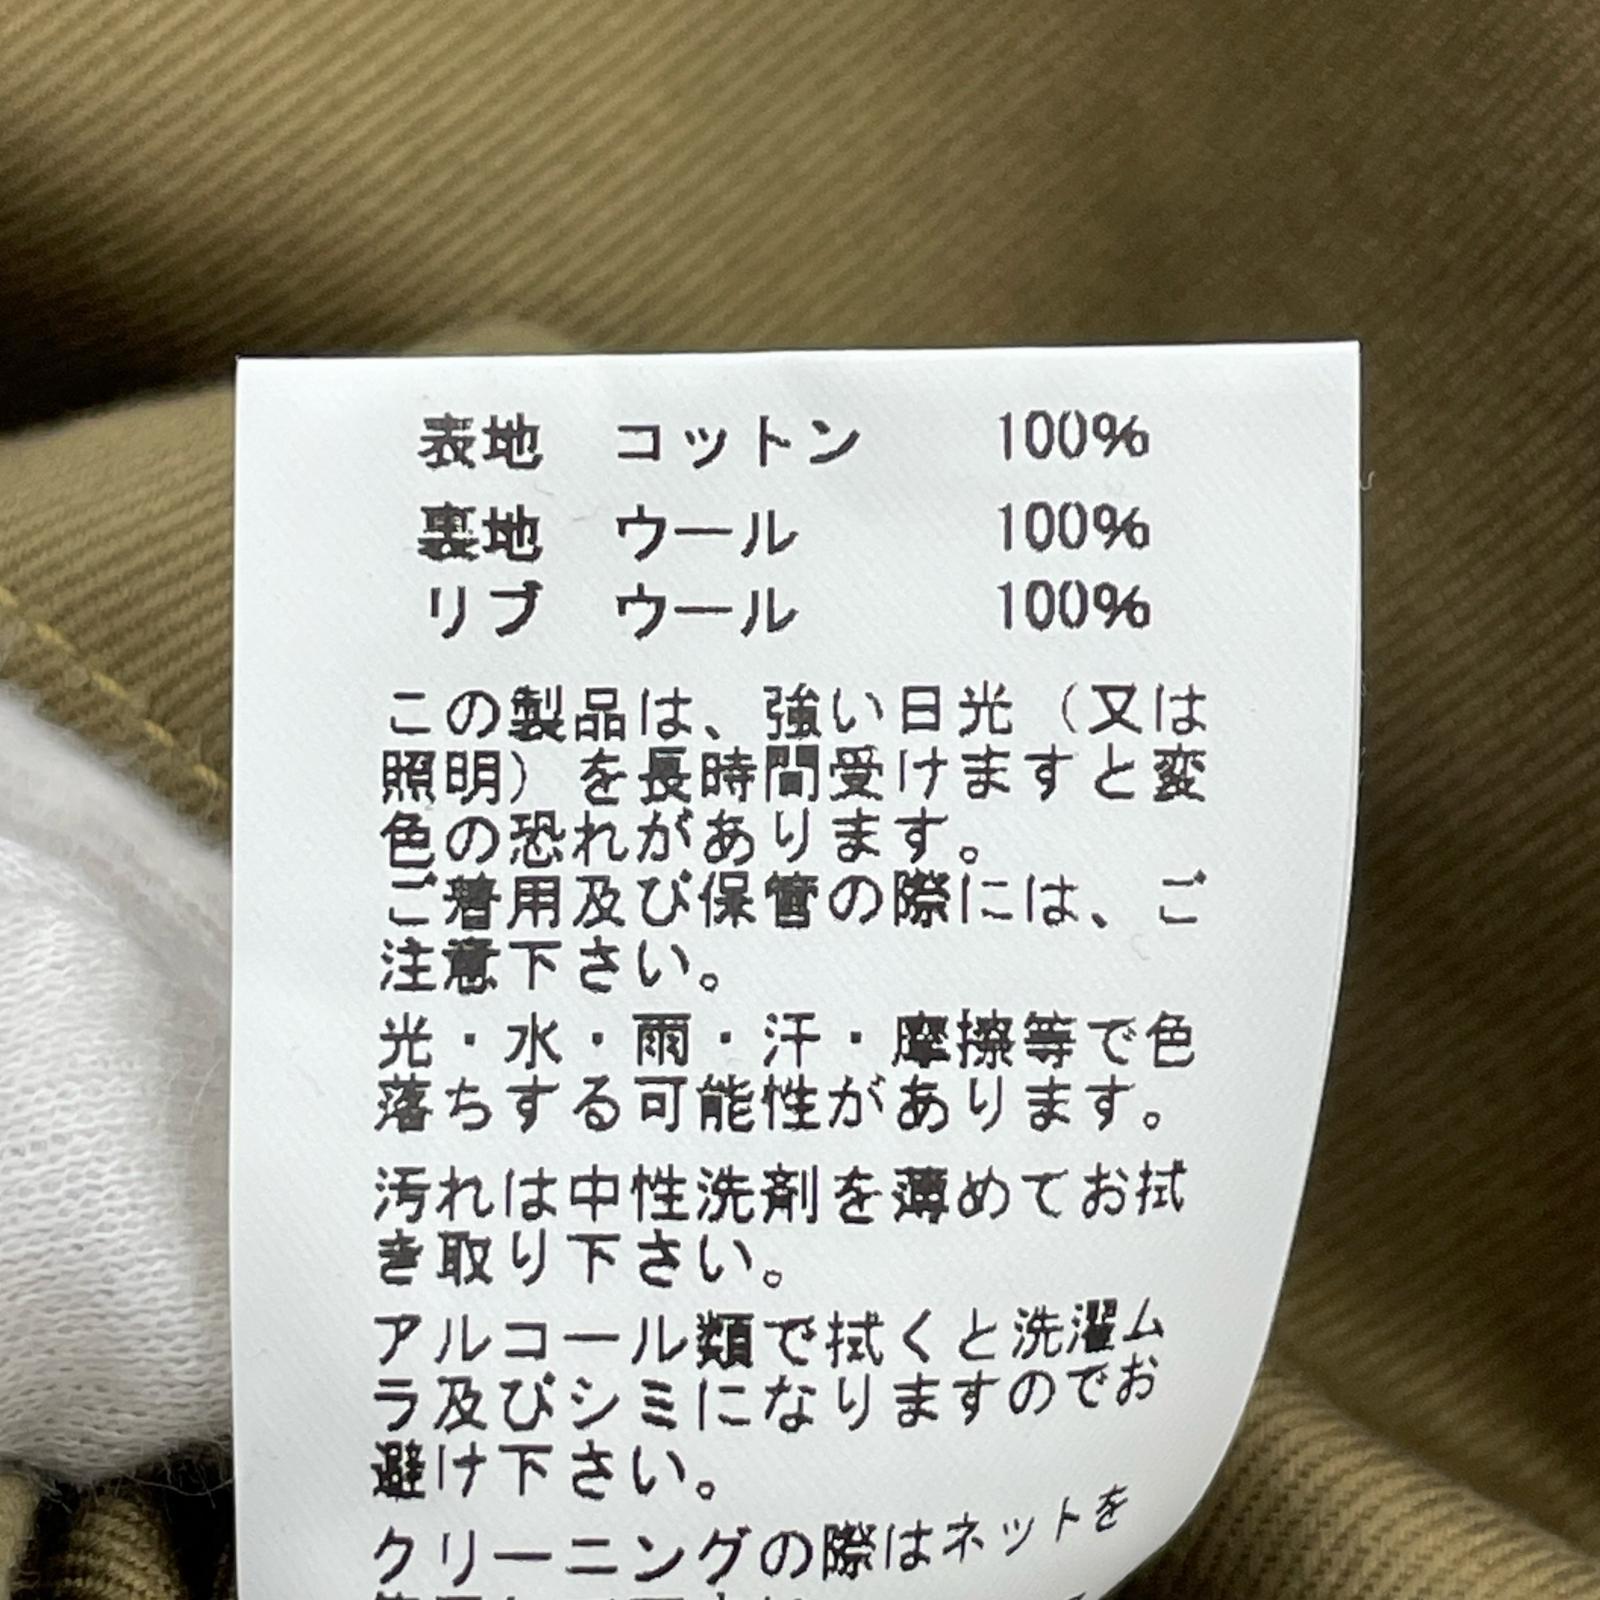 表地 コットン 100%
裏地 ウール 100%
リブ ウール 100%
この製品は、強い日光（又は
照明）を長時間受けますと変
色の恐れがあります。
ご着用及び保管の際には、ご
注意下さい。
光・水・雨・汗・摩擦等で色
落ちする可能性があります。
汚れは中性洗剤を薄めてお拭
き取り下さい。
アルコール類で拭くと洗濯ム
ラ及びシミになりますのでお
避け下さい。
クリーニングの際はネットを